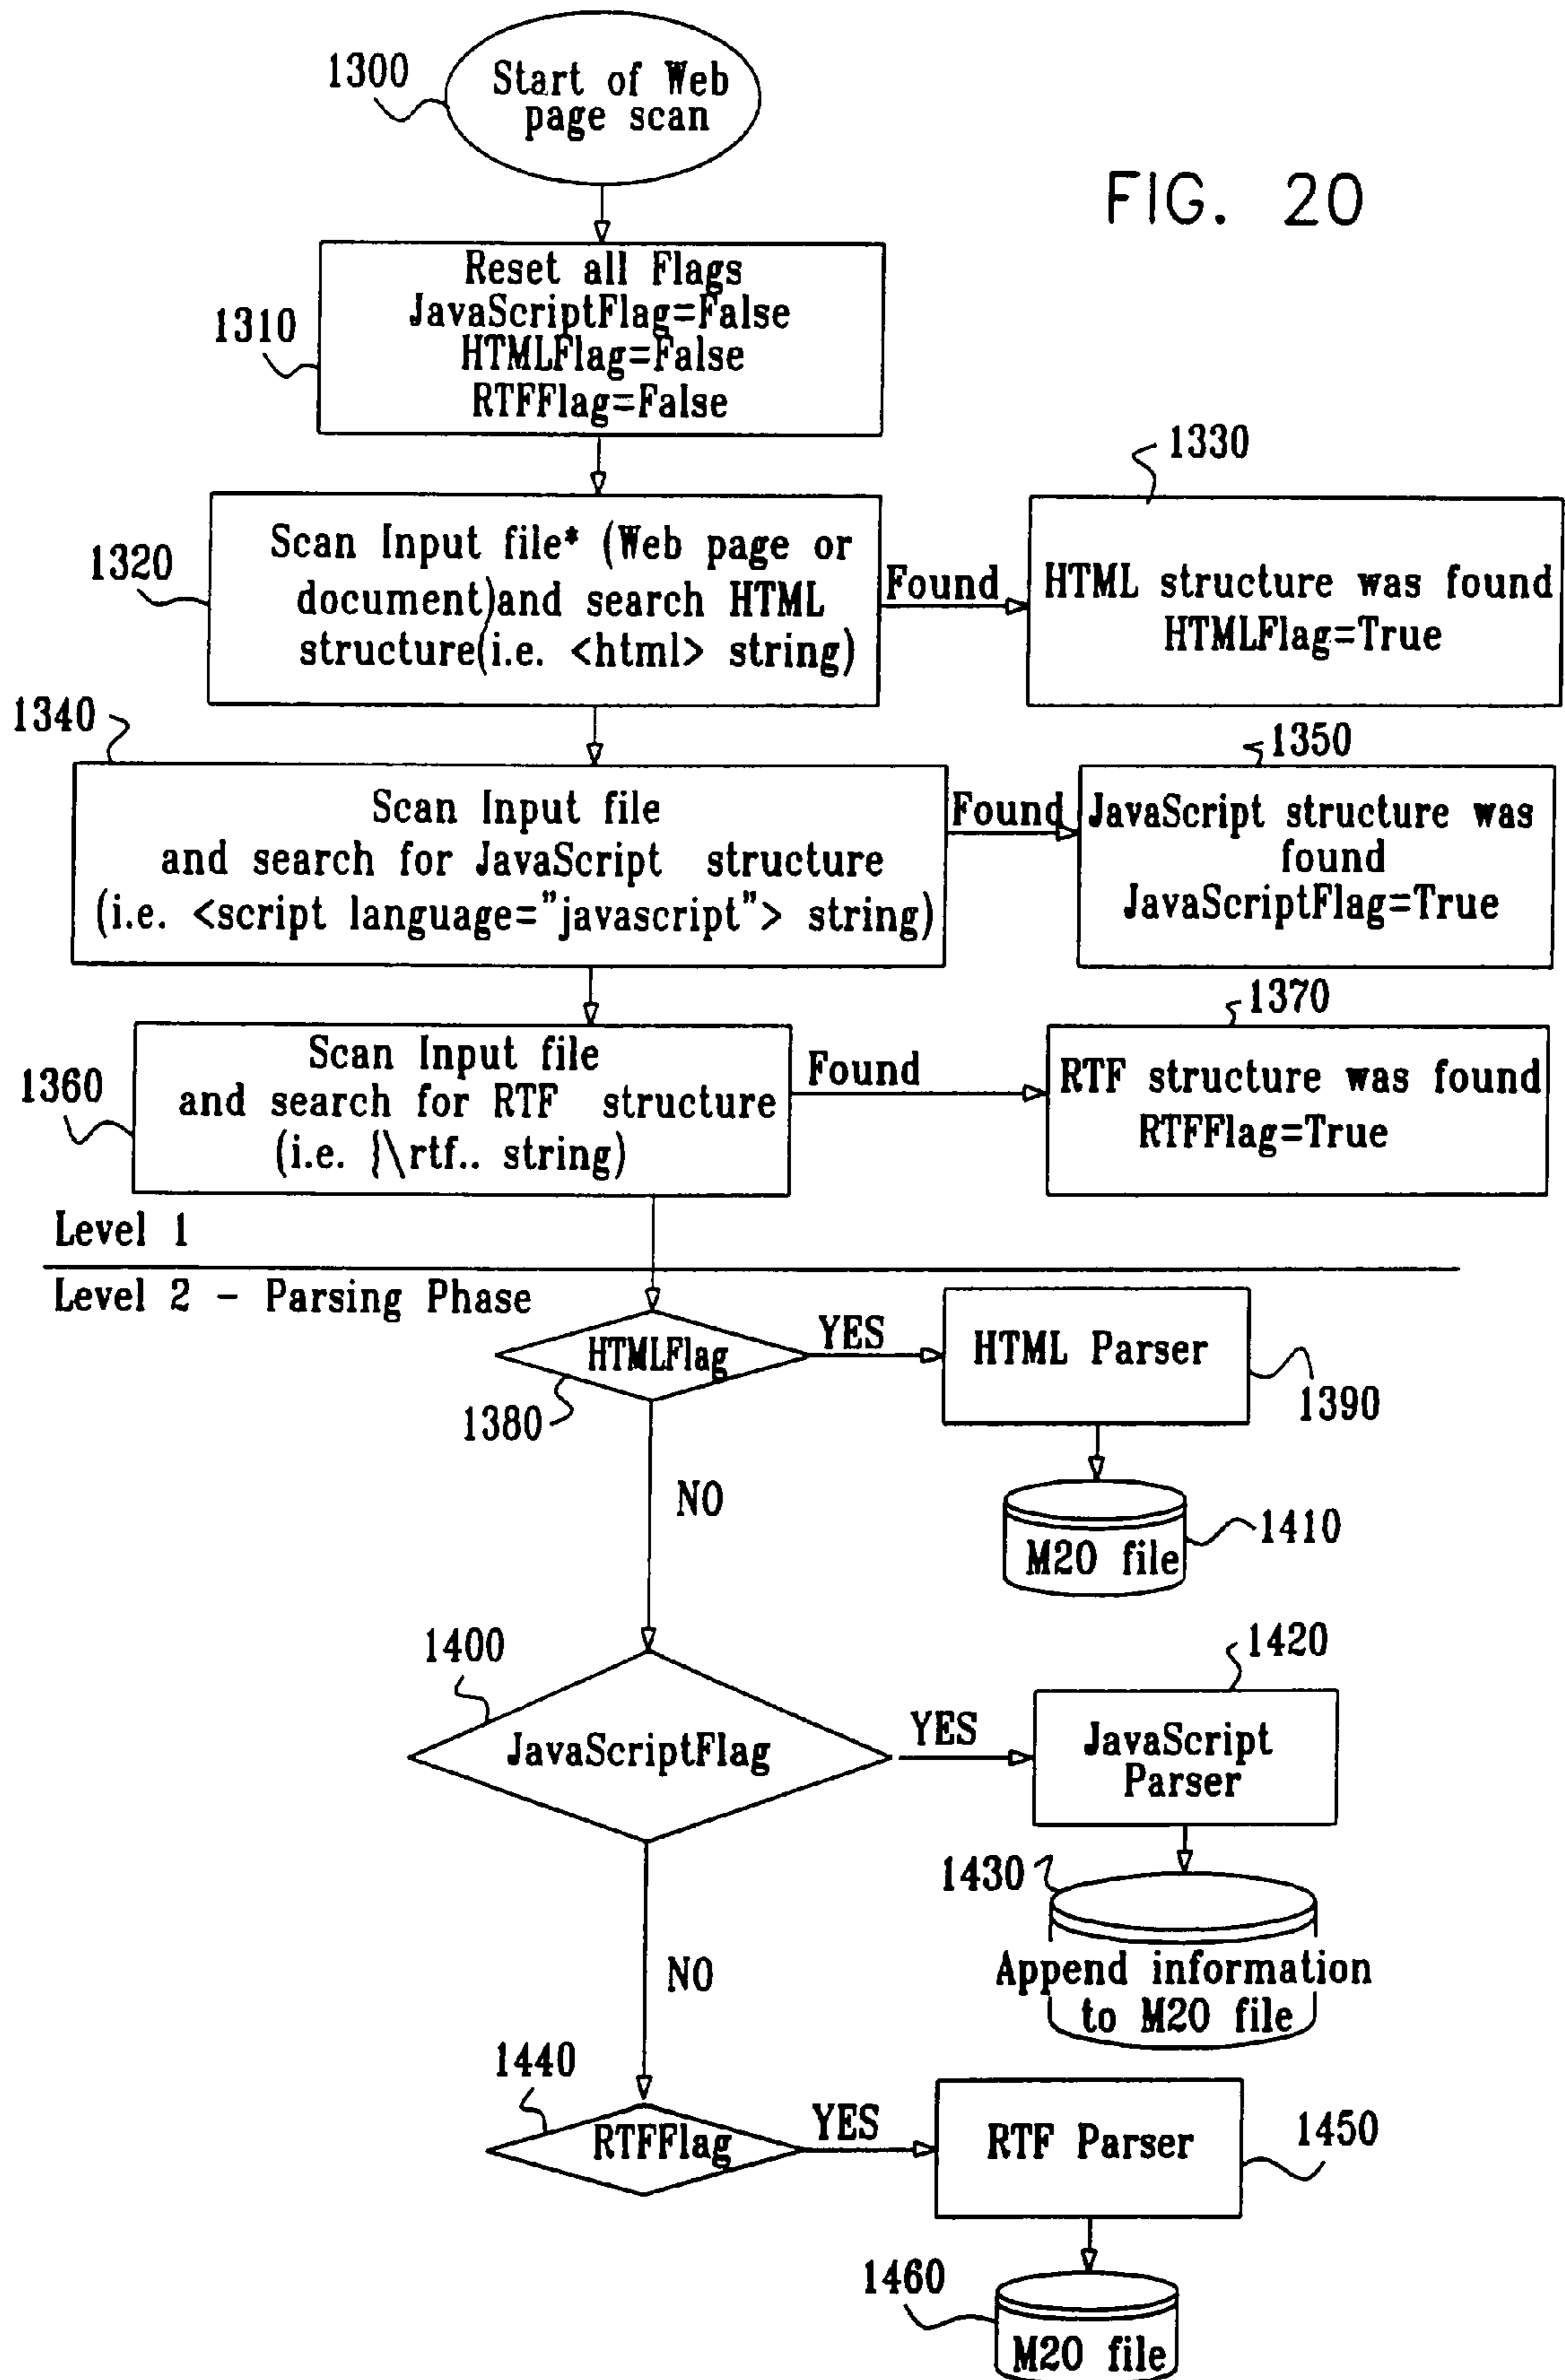 1300
Start of Web
page scan
FIG. 20
1310
Reset all Flags
JavaScriptFlag=False
HTMLFlag=False
RTFFlag=False
1320
Scan Input file* (Web page or
document)and search HTML
structure(i.e. <html> string)
Found
1330
HTML structure was found
HTMLFlag=True
1340
Scan Input file
and search for JavaScript structure
(i.e. <script language="javascript"> string)
Found
1350
JavaScript structure was
found
JavaScriptFlag=True
1360
Scan Input file
and search for RTF structure
(i.e. {\rtf.. string)
Found
1370
RTF structure was found
RTFFlag=True
Level 1
Level 2 - Parsing Phase
HTMLFlag
1380
YES
HTML Parser
1390
NO
M20 file
1410
1400
JavaScriptFlag
YES
1420
JavaScript
Parser
1430
Append information
to M20 file
NO
1440
RTFFlag
YES
RTF Parser
1450
1460
M20 file